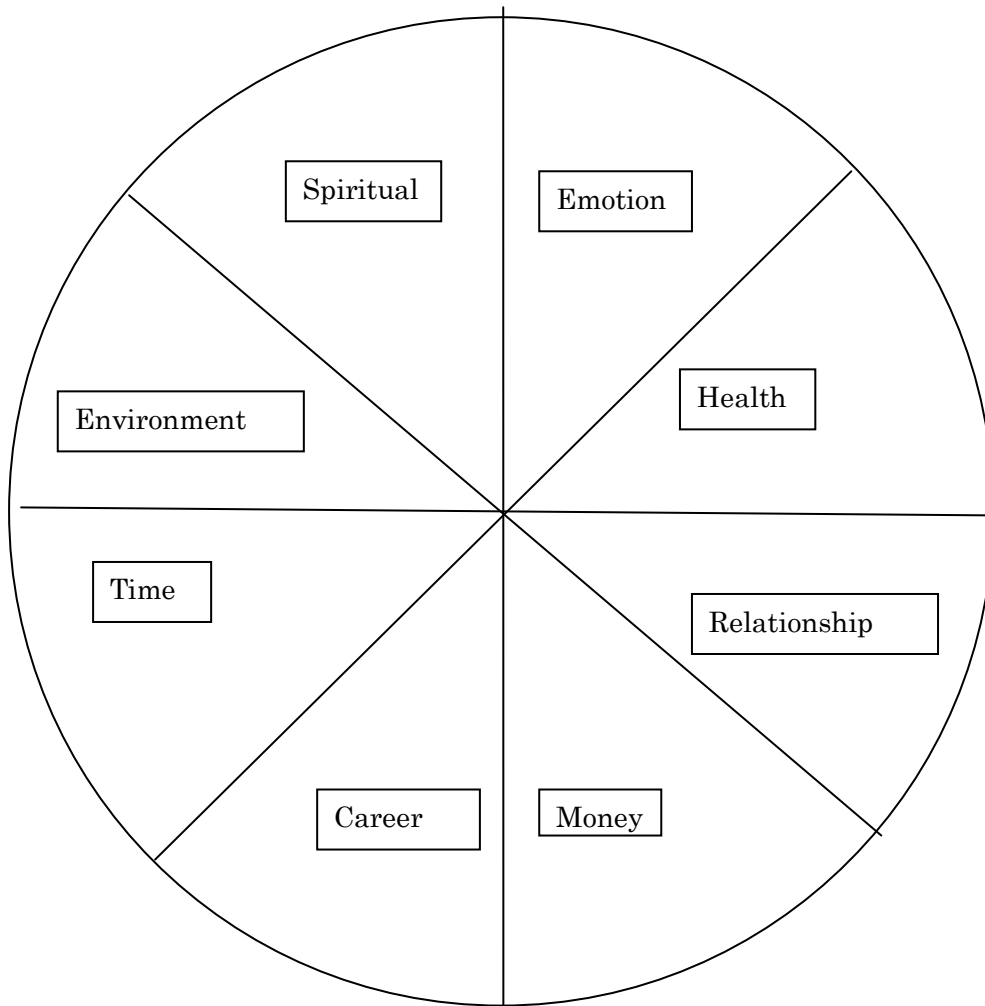 Spiritual
Emotion
Environment
Health
Time
Relationship
Career
Money